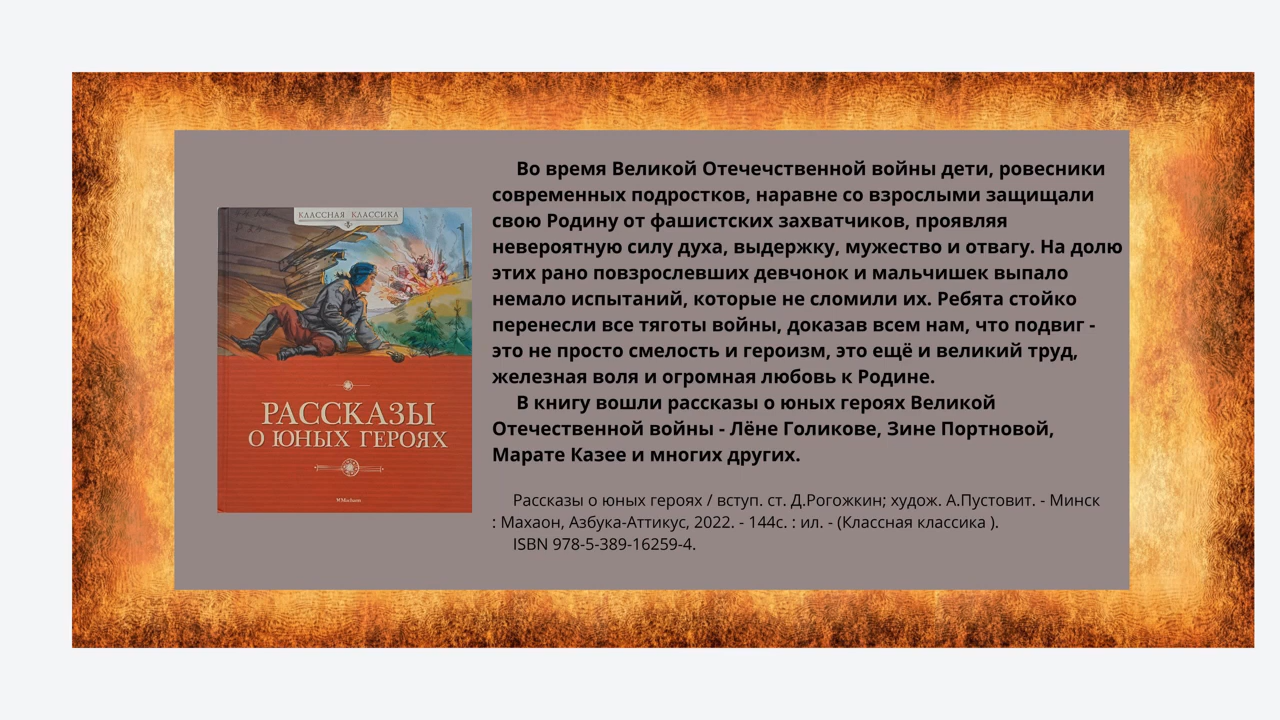 КЛАССНАЯ КЛАССИКА
РАССКАЗЫ
О ЮНЫХ ГЕРОЯХ
Махаон
Во время Великой Отечечственной войны дети, ровесники
современных подростков, наравне со взрослыми защищали
свою Родину от фашистских захватчиков, проявляя
невероятную силу духа, выдержку, мужество и отвагу. На долю
этих рано повзрослевших девчонок и мальчишек выпало
немало испытаний, которые не сломили их. Ребята стойко
перенесли все тяготы войны, доказав всем нам, что подвиг -
это не просто смелость и героизм, это ещё и великий труд,
железная воля и огромная любовь к Родине.
В книгу вошли рассказы о юных героях Великой
Отечественной войны - Лёне Голикове, Зине Портновой,
Марате Казее и многих других.
Рассказы о юных героях / вступ. ст. Д.Рогожкин; худож. А.Пустовит. - Минск
: Махаон, Азбука-Аттикус, 2022. - 144с. : ил. - (Классная классика ).
ISBN 978-5-389-16259-4.